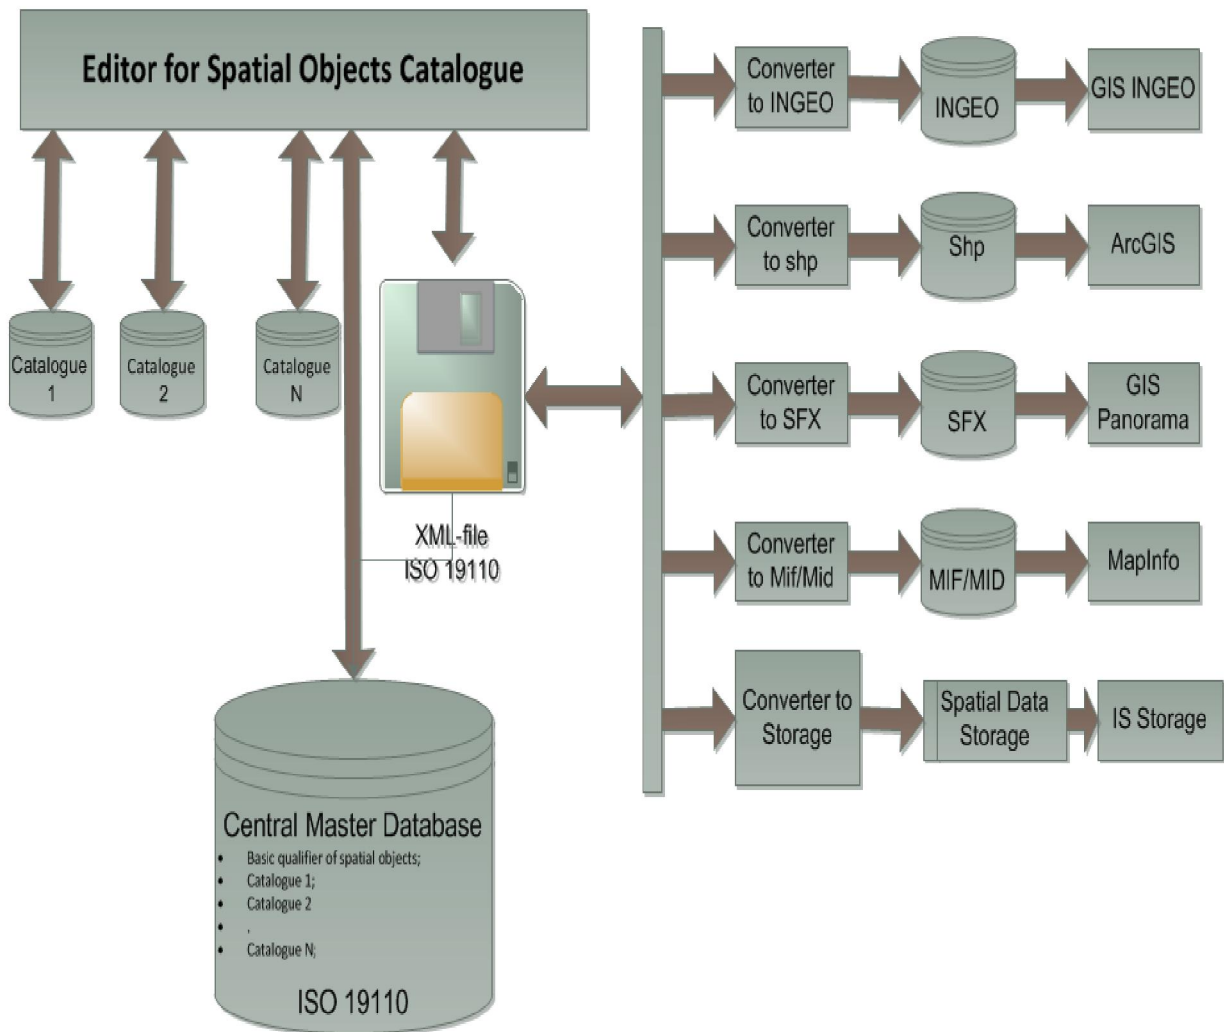 Editor for Spatial Objects Catalogue
Catalogue
1
Catalogue
2
Catalogue
N
XML-file
ISO 19110
Central Master Database
• Basic qualifier of spatial objects;
• Catalogue 1;
• Catalogue 2
• .
• Catalogue N;
ISO 19110
Converter
to INGEO
INGEO
GIS INGEO
Converter
to shp
Shp
ArcGIS
Converter
to SFX
SFX
GIS
Panorama
Converter
to Mif/Mid
MIF/MID
MapInfo
Converter to
Storage
Spatial Data
Storage
IS Storage